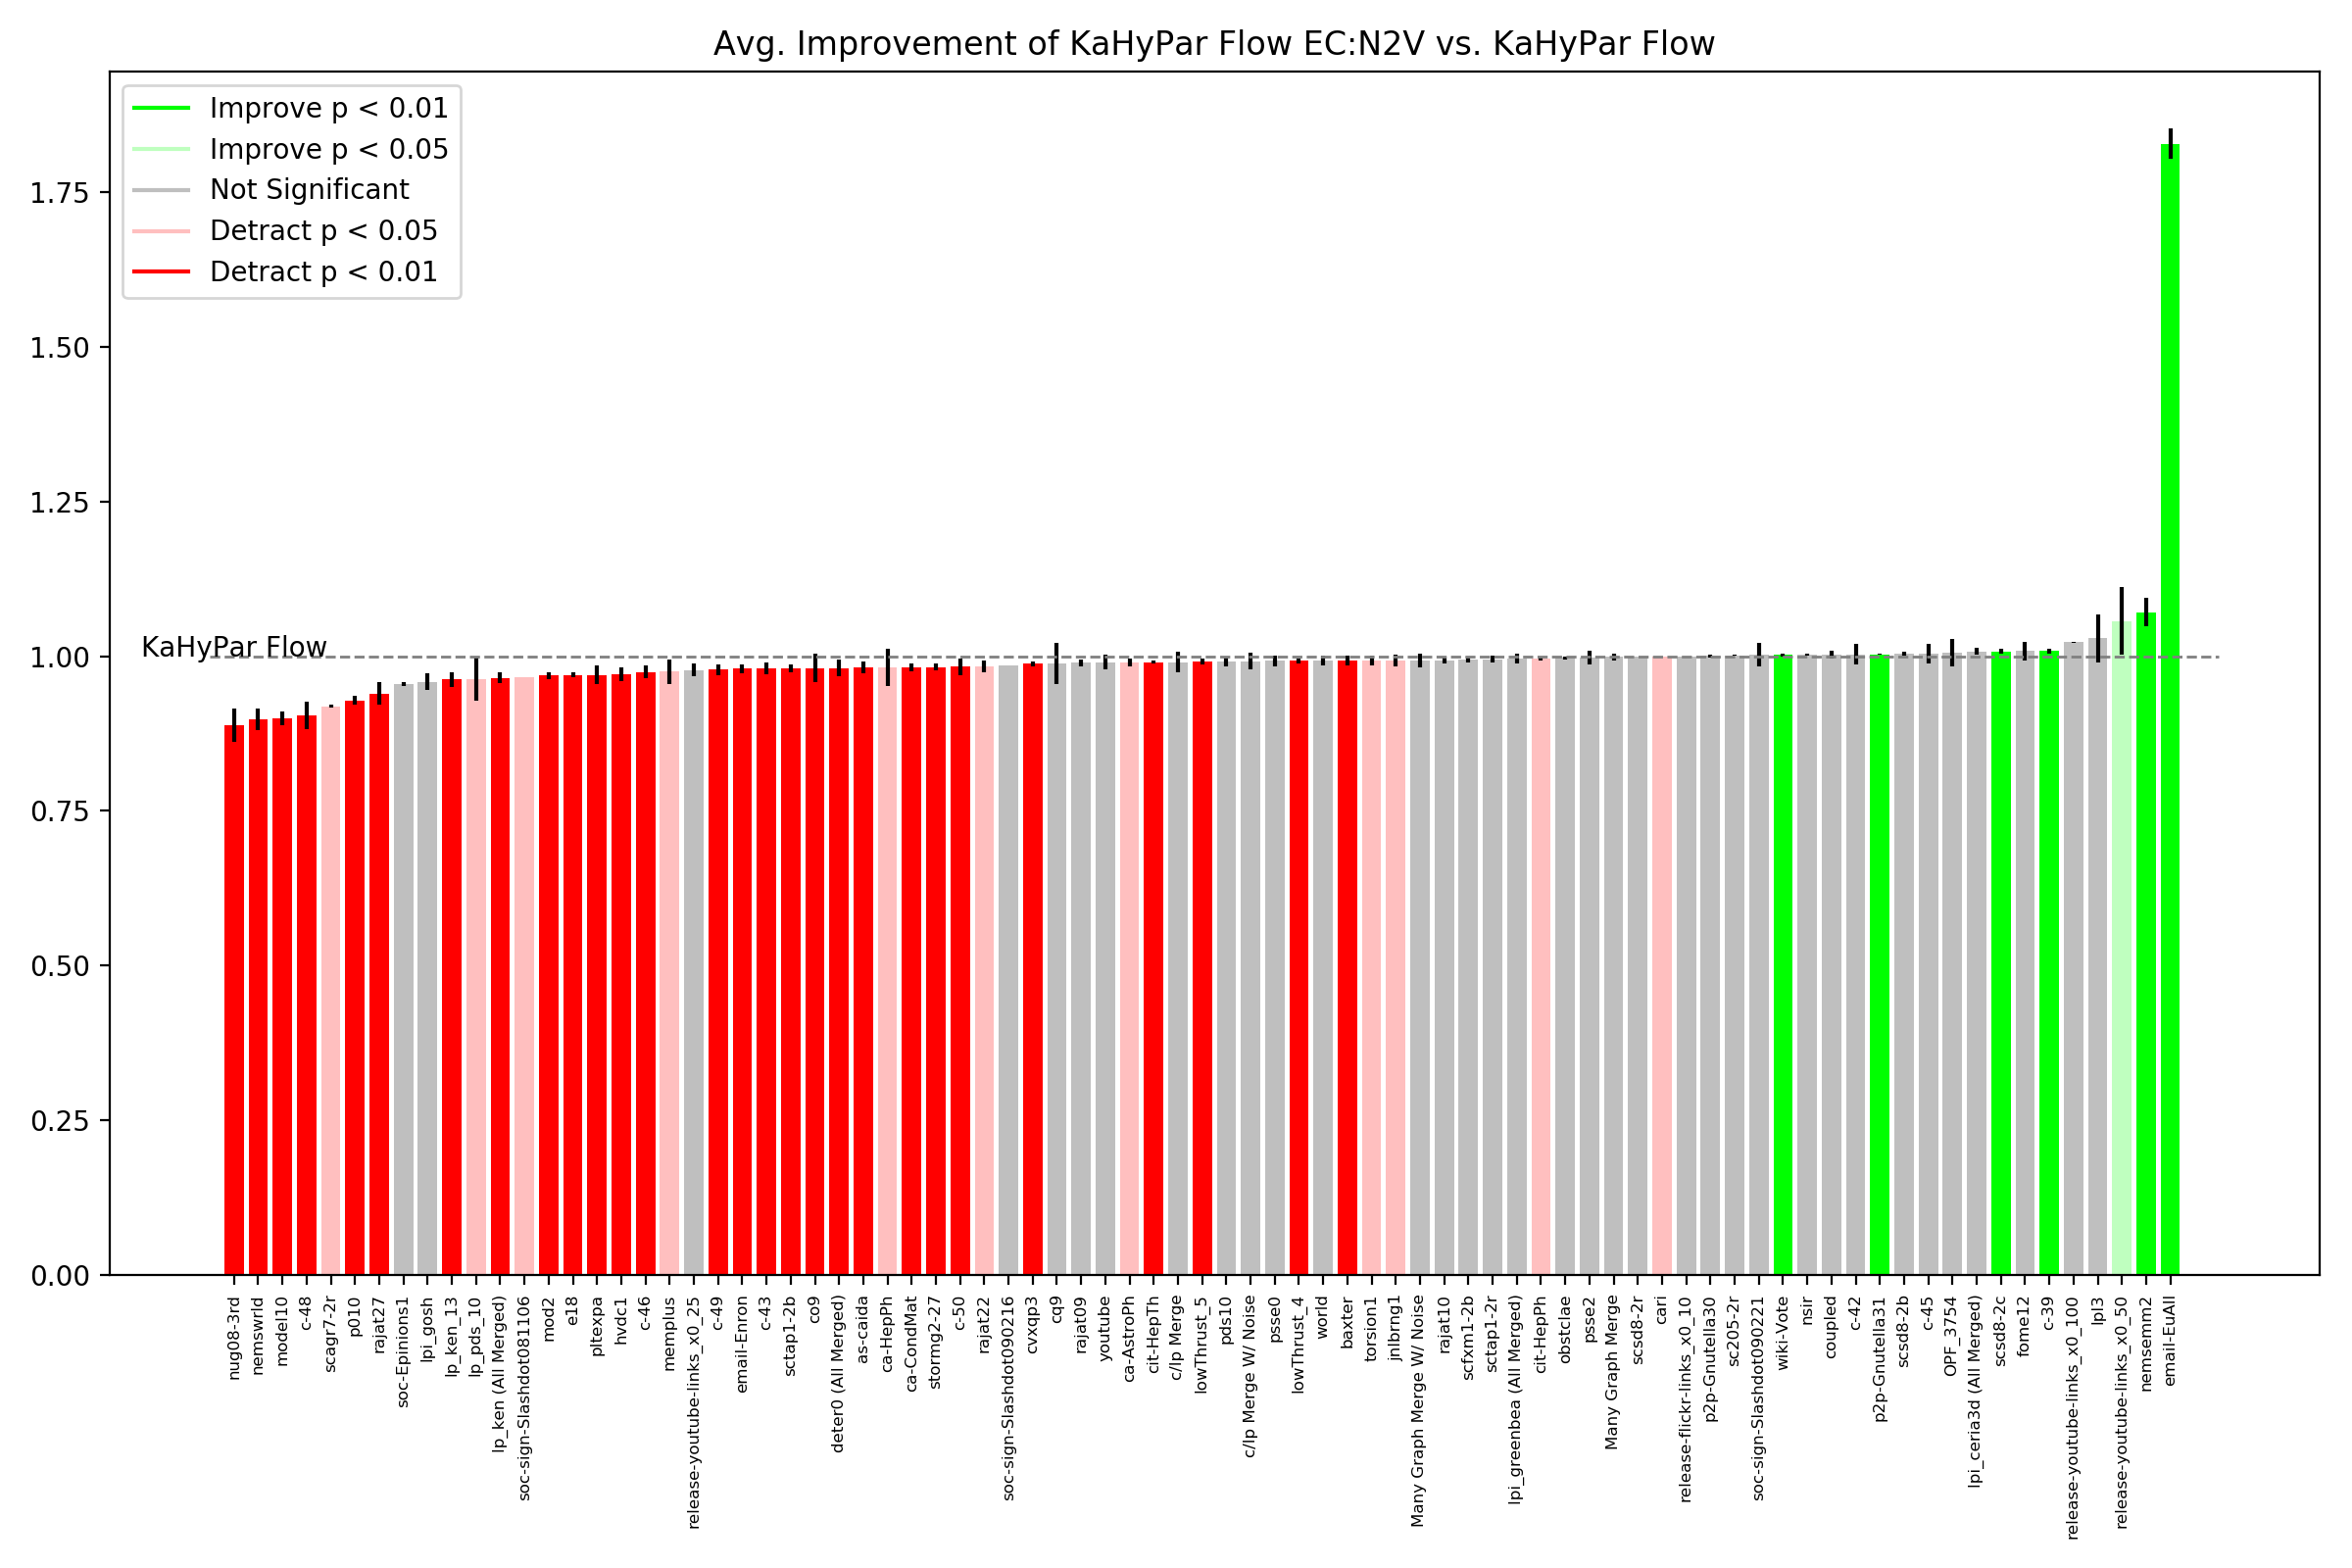 Avg. Improvement of KaHyPar Flow EC:N2V vs. KaHyPar Flow
Improve p < 0.01
Improve p < 0.05
Not Significant
Detract p < 0.05
Detract p < 0.01
1.75
1.50
1.25
1.00
0.75
0.50
0.25
0.00
KaHyPar Flow
nug08-3rd
nemswrld
model10
c-48
scagr7-2r
p010
rajat27
soc-Epinions1
lpi_gosh
lp_ken_13
lp_pds_10
lp_ken (All Merged)
soc-sign-Slashdot081106
mod2
e18
pltexpa
hvdc1
c-46
memplus
release-youtube-links_x0_25
c-49
email-Enron
c-43
sctap1-2b
co9
deter0 (All Merged)
as-caida
ca-HepPh
ca-CondMat
stormg2-27
c-50
rajat22
soc-sign-Slashdot090216
cvxqp3
cq9
rajat09
youtube
ca-AstroPh
cit-HepTh
c/lp Merge
lowThrust_5
pds10
c/lp Merge W/ Noise
psse0
lowThrust_4
world
baxter
torsion1
jnlbrng1
Many Graph Merge W/ Noise
rajat10
scfxm1-2b
sctap1-2r
lpi_greenbea (All Merged)
cit-HepPh
obstclae
psse2
Many Graph Merge
scsd8-2r
cari
release-flickr-links_x0_10
p2p-Gnutella30
sc205-2r
soc-sign-Slashdot090221
wiki-Vote
nsir
coupled
c-42
p2p-Gnutella31
scsd8-2b
c-45
OPF_3754
lpi_ceria3d (All Merged)
scsd8-2c
fome12
c-39
release-youtube-links_x0_100
lpl3
release-youtube-links_x0_50
nemsemm2
email-EuAll